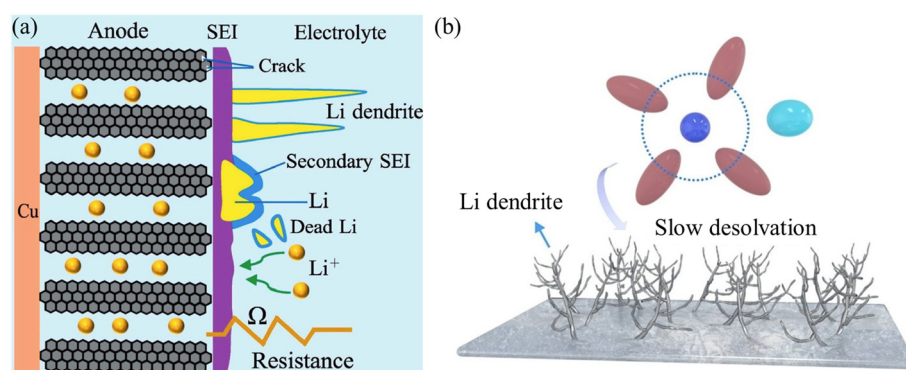 (a)
Anode
SEI
Electrolyte
Crack
Li dendrite
Secondary SEI
Li
Dead Li
Li⁺
Cu
Ω
Resistance
(b)
Li dendrite
Slow desolvation